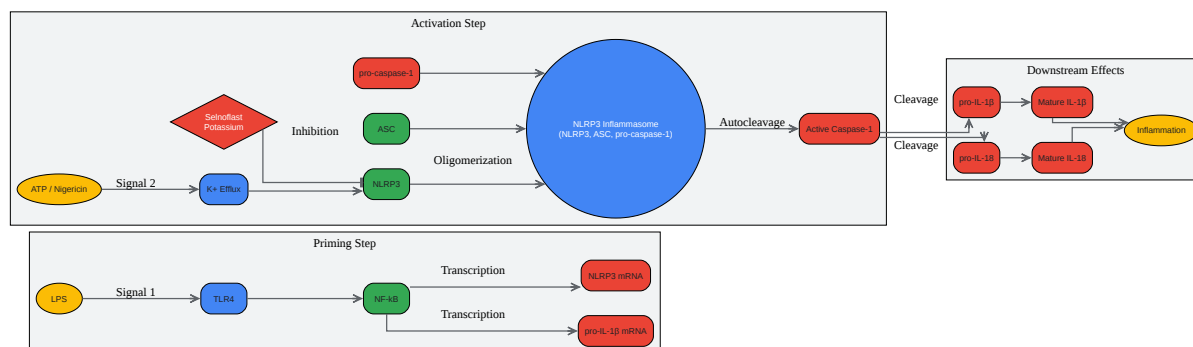 Activation Step
pro-caspase-1
Selnoflast
Potassium
Inhibition
ASC
NLRP3 Inflammasome
(NLRP3, ASC, pro-caspase-1)
Autocleavage
Active Caspase-1
Oligomerization
ATP / Nigericin
Signal 2
K+ Efflux
NLRP3
Cleavage
Cleavage
Downstream Effects
pro-IL-1β
Mature IL-1β
Inflammation
pro-IL-18
Mature IL-18
Priming Step
LPS
Signal 1
TLR4
NF-kB
Transcription
NLRP3 mRNA
Transcription
pro-IL-1β mRNA